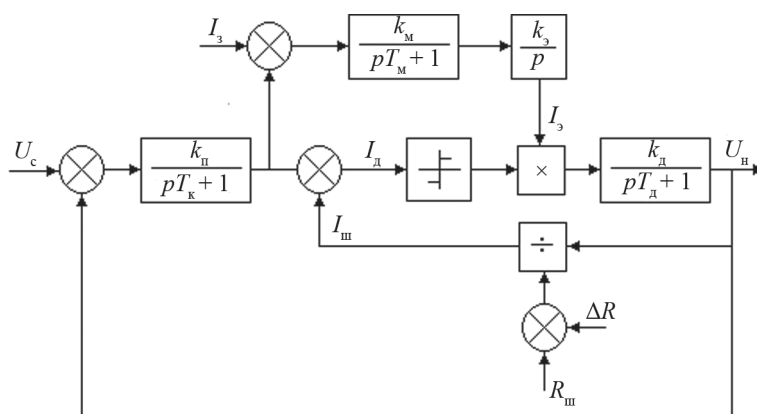 I_з
k_м
pT_м + 1
k_э
p
I_э
U_с
k_п
pT_к + 1
I_д
×
k_д
pT_д + 1
U_н
I_ш
÷
ΔR
R_ш